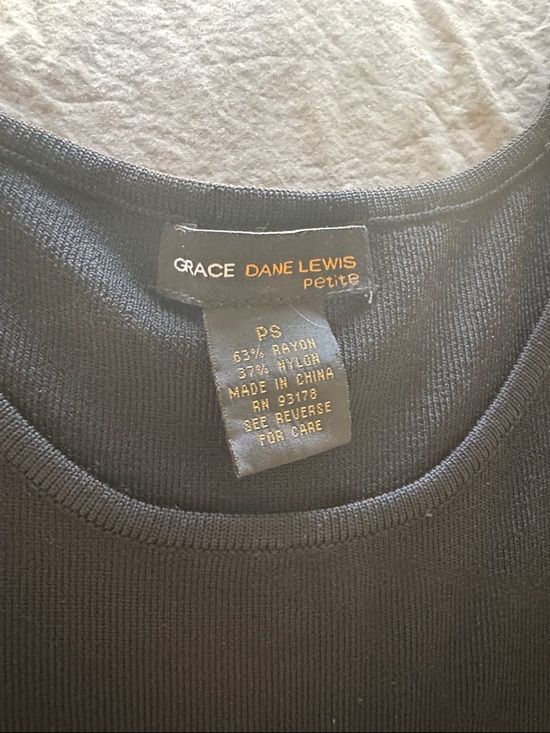 GRACE DANE LEWIS
petite
PS
63% RAYON
37% NYLON
MADE IN CHINA
RN 93178
SEE REVERSE
FOR CARE